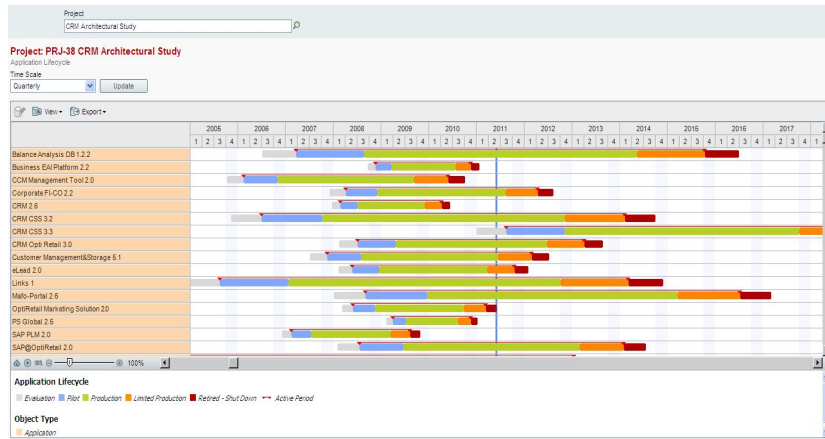 Project
CRM Architectural Study
Project: PRJ-38 CRM Architectural Study
Application Lifecycle
Time Scale
Quarterly Update
View Export
2005 2006 2007 2008 2009 2010 2011 2012 2013 2014 2015 2016 2017
1 2 3 4 1 2 3 4 1 2 3 4 1 2 3 4 1 2 3 4 1 2 3 4 1 2 3 4 1 2 3 4 1 2 3 4 1 2 3 4 1 2 3 4 1 2 3 4 1 2 3 4 1
Balance Analysis DB 1.2.2
Business EAI Platform 2.2
CCM Management Tool 2.0
Corporate FI-CO 2.2
CRM 2.6
CRM CSS 3.2
CRM CSS 3.3
CRM Opti Retail 3.0
Customer Management&Storage 5.1
eLead 2.0
Links 1
Mafo-Portal 2.6
OptiRetail Marketing Solution 2.0
PS Global 2.5
SAP PLM 2.0
SAP@OptiRetail 2.0
100%
Application Lifecycle
Evaluation Pilot Production Limited Production Retired - Shut Down Active Period
Object Type
Application